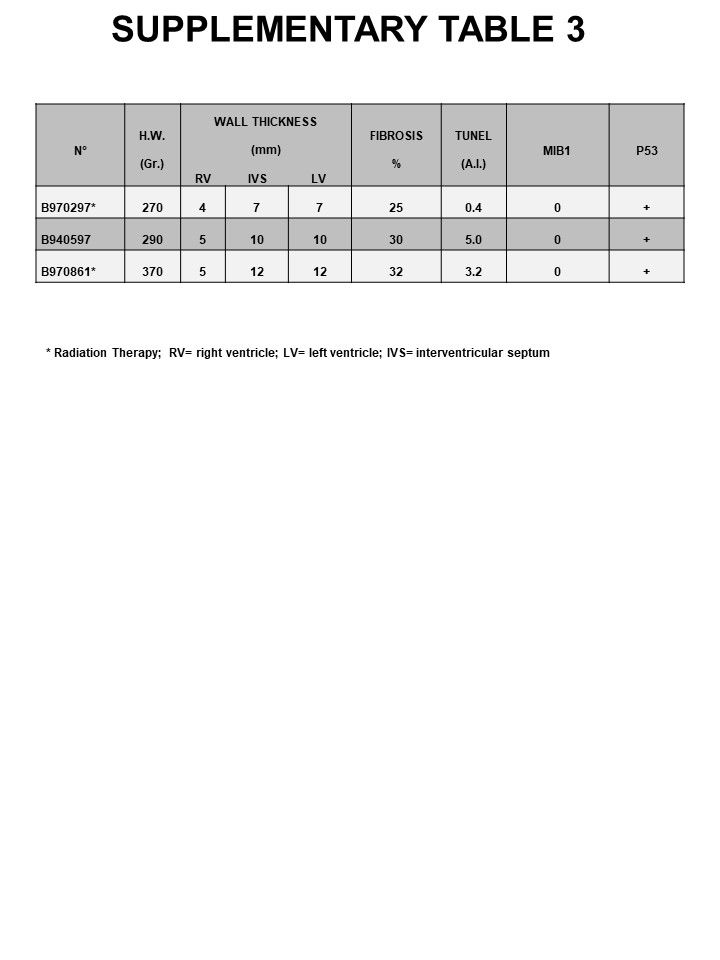 SUPPLEMENTARY TABLE 3
N° H.W. (Gr.) WALL THICKNESS (mm) RV IVS LV FIBROSIS % TUNEL (A.I.) MIB1 P53
B970297* 270 4 7 7 25 0.4 0 +
B940597 290 5 10 10 30 5.0 0 +
B970861* 370 5 12 12 32 3.2 0 +
* Radiation Therapy; RV= right ventricle; LV= left ventricle; IVS= interventricular septum